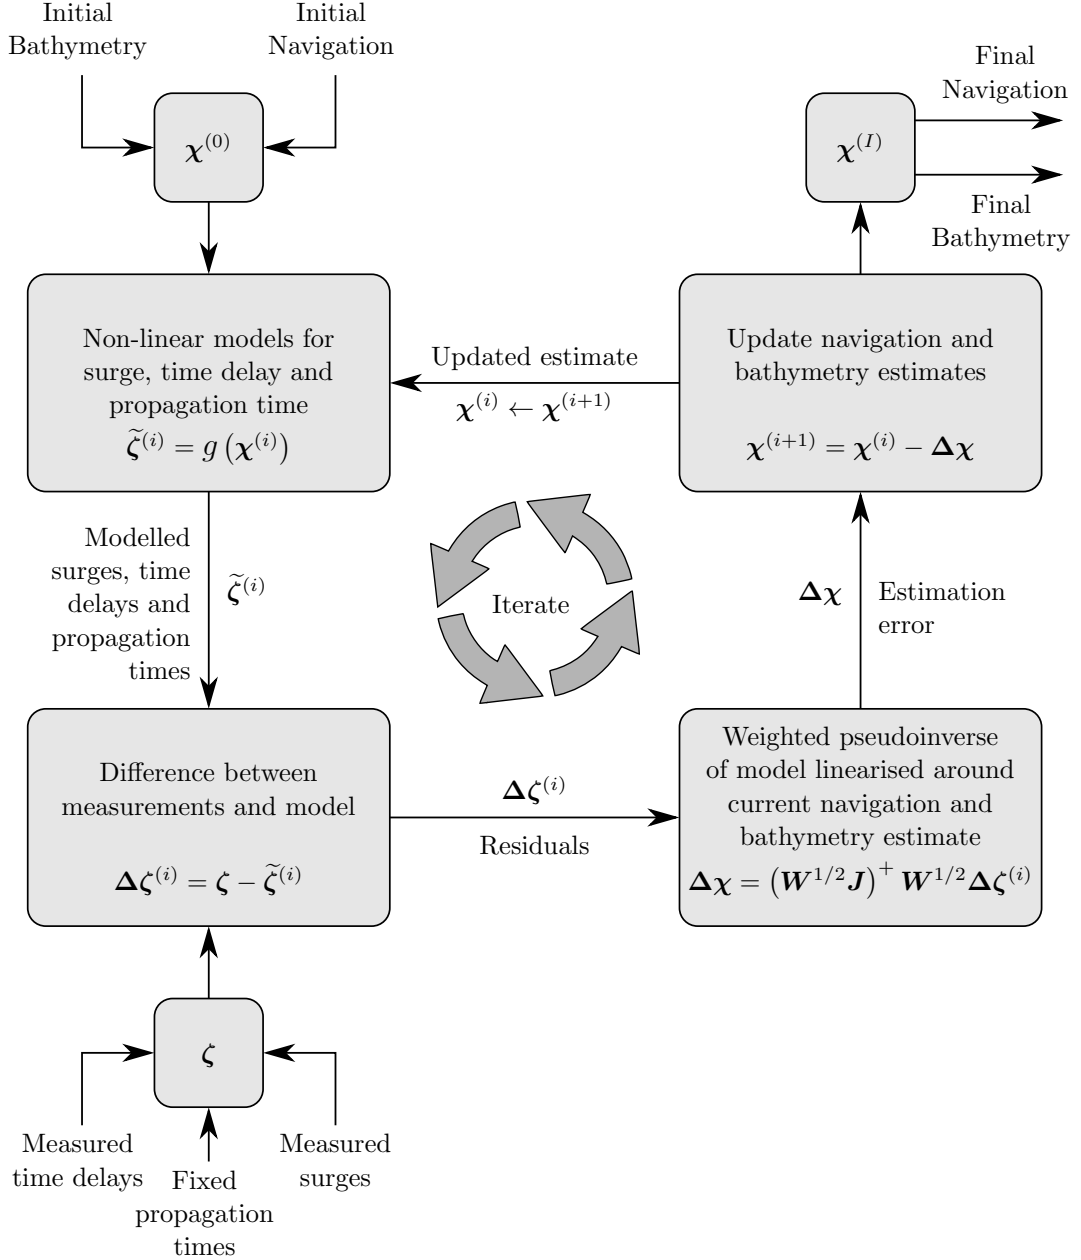 Initial
Bathymetry
Initial
Navigation
χ^(0)
Final
Navigation
χ^(I)
Final
Bathymetry
Non-linear models for
surge, time delay and
propagation time
ζ̃^(i) = g (χ^(i))
Updated estimate
χ^(i) ← χ^(i+1)
Update navigation and
bathymetry estimates
χ^(i+1) = χ^(i) − Δχ
Modelled
surges, time
delays and
propagation
times
ζ̃^(i)
Iterate
Δχ
Estimation
error
Difference between
measurements and model
Δζ^(i) = ζ − ζ̃^(i)
Δζ^(i)
Residuals
Weighted pseudoinverse
of model linearised around
current navigation and
bathymetry estimate
Δχ = (W^1/2 J)^+ W^1/2 Δζ^(i)
ζ
Measured
time delays
Fixed
propagation
times
Measured
surges